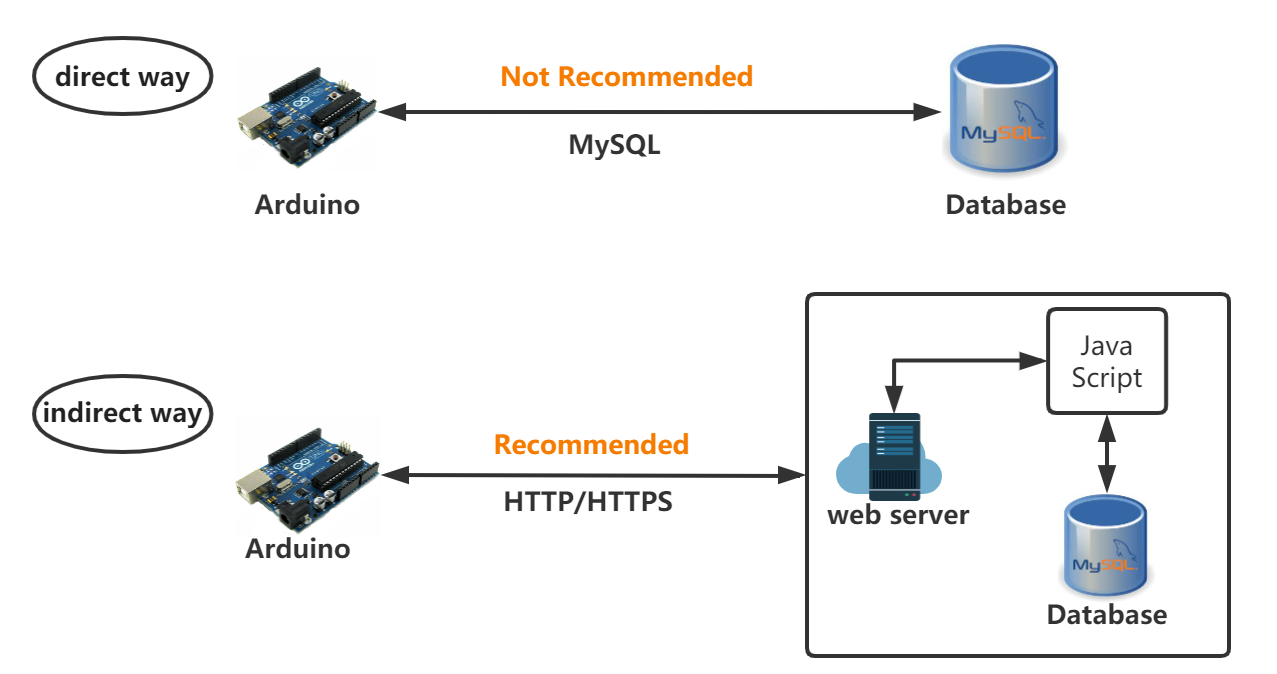 direct way
Not Recommended
MySQL
MySQL
Arduino
Database
indirect way
Recommended
HTTP/HTTPS
Arduino
Java
Script
web server
MySQL
Database